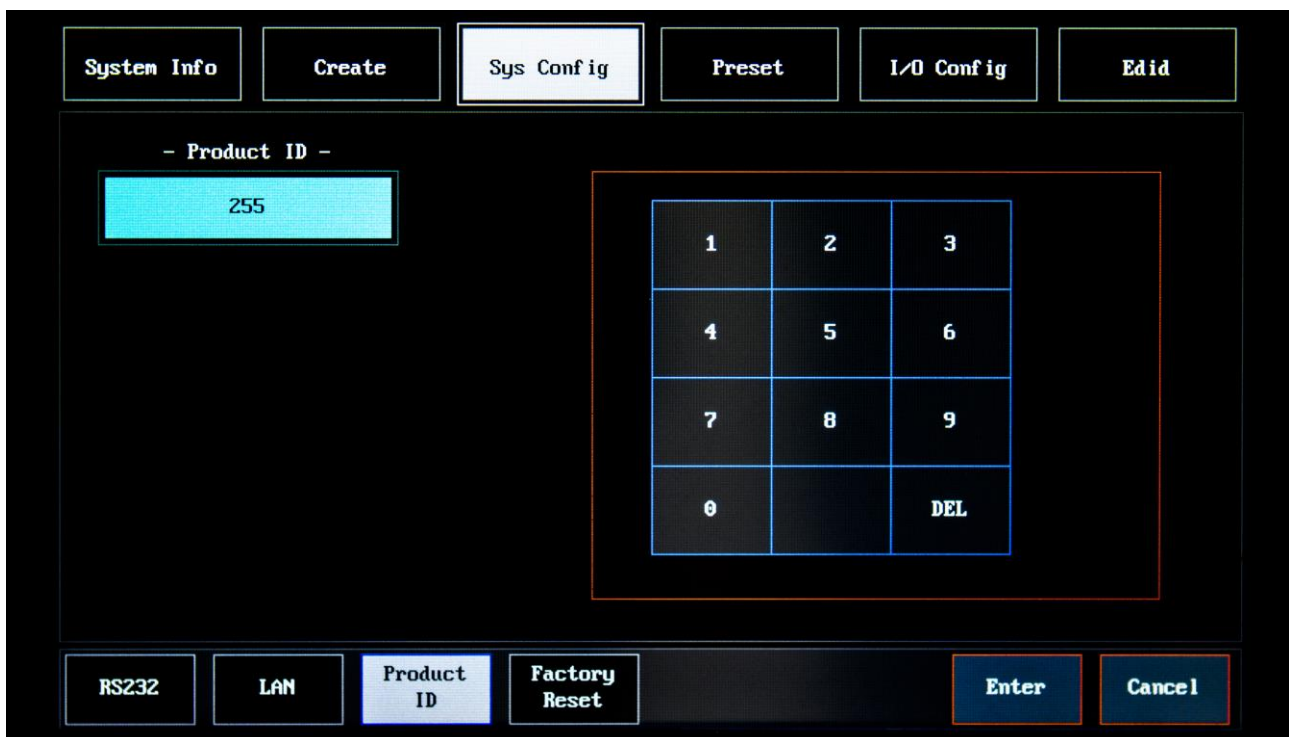 System Info
Create
Sys Config
Preset
I/O Config
Edid
- Product ID -
255
1 2 3
4 5 6
7 8 9
0 DEL
RS232
LAN
Product
ID
Factory
Reset
Enter
Cancel